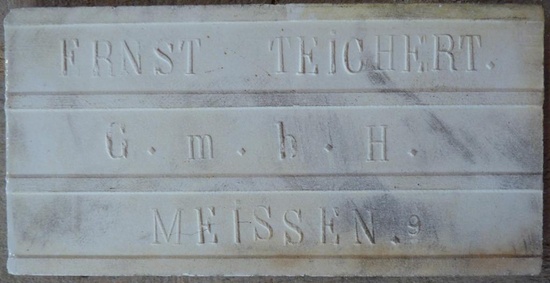 ERNST TEiCHERT.
G.m.b.H.
MEiSSEN.9